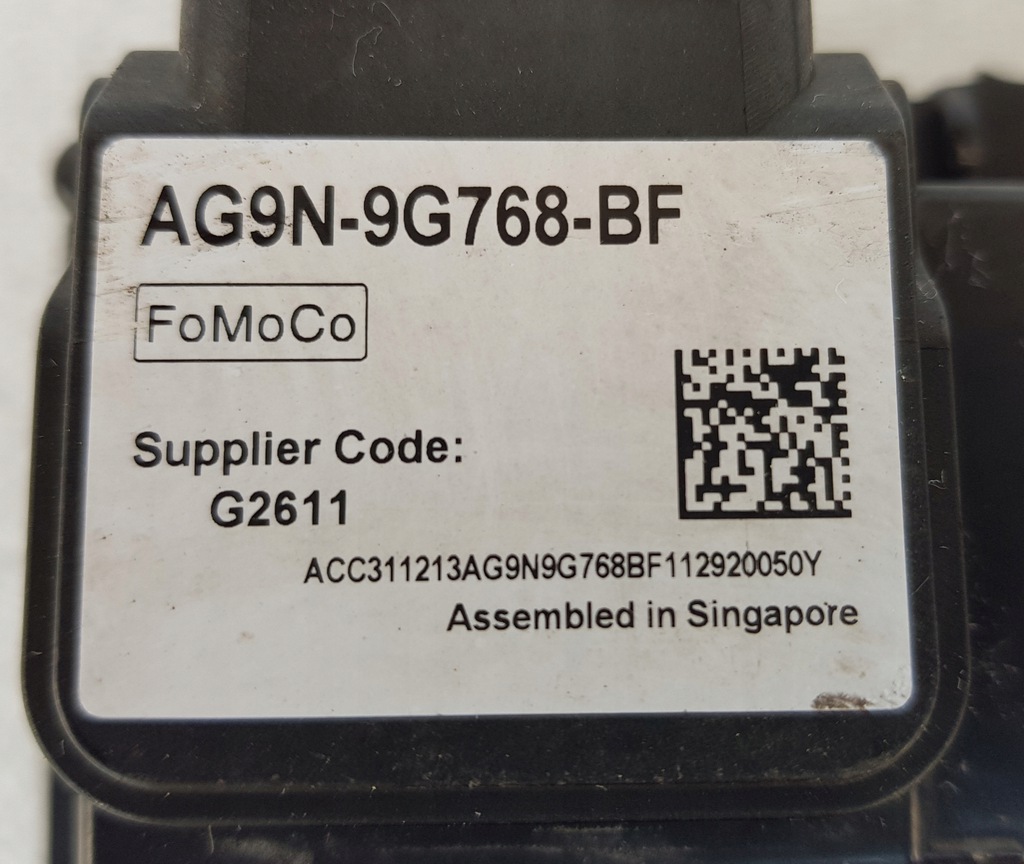 AG9N-9G768-BF
FoMoCo
Supplier Code:
G2611
ACC311213AG9N9G768BF112920050Y
Assembled in Singapore